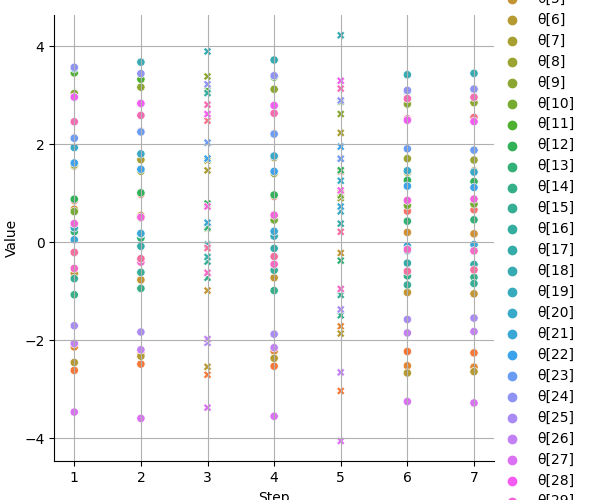 θ[5]
θ[6]
θ[7]
θ[8]
θ[9]
θ[10]
θ[11]
θ[12]
θ[13]
θ[14]
θ[15]
θ[16]
θ[17]
θ[18]
θ[19]
θ[20]
θ[21]
θ[22]
θ[23]
θ[24]
θ[25]
θ[26]
θ[27]
θ[28]
θ[29]
4
2
0
−2
−4
Value
1 2 3 4 5 6 7
Step